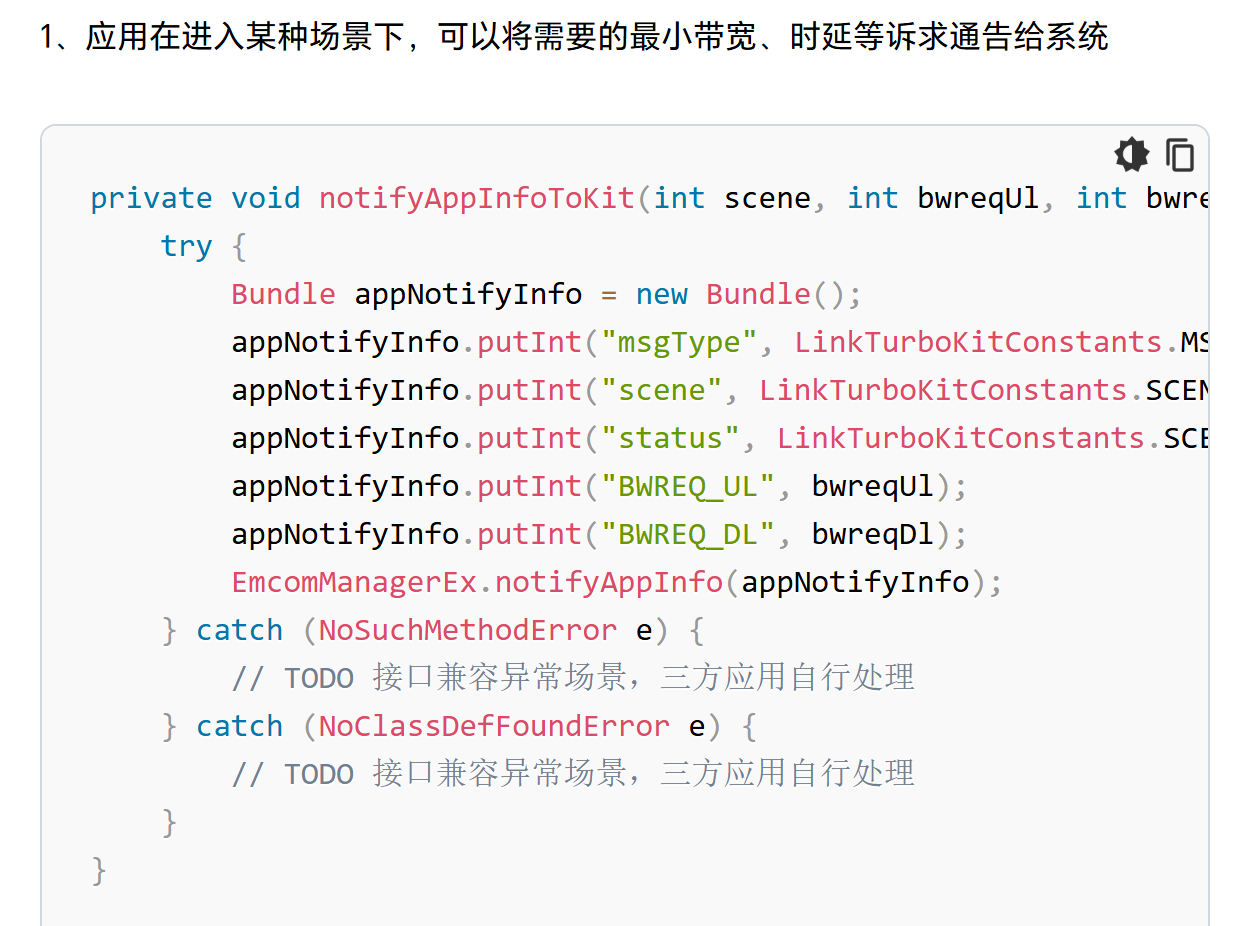 1、应用在进入某种场景下，可以将需要的最小带宽、时延等诉求通告给系统
private void notifyAppInfoToKit(int scene, int bwreqUl, int bwre
try {
Bundle appNotifyInfo = new Bundle();
appNotifyInfo.putInt("msgType", LinkTurboKitConstants.MS
appNotifyInfo.putInt("scene", LinkTurboKitConstants.SCEN
appNotifyInfo.putInt("status", LinkTurboKitConstants.SCE
appNotifyInfo.putInt("BWREQ_UL", bwreqUl);
appNotifyInfo.putInt("BWREQ_DL", bwreqDl);
EmcomManagerEx.notifyAppInfo(appNotifyInfo);
} catch (NoSuchMethodError e) {
// TODO 接口兼容异常场景，三方应用自行处理
} catch (NoClassDefFoundError e) {
// TODO 接口兼容异常场景，三方应用自行处理
}
}